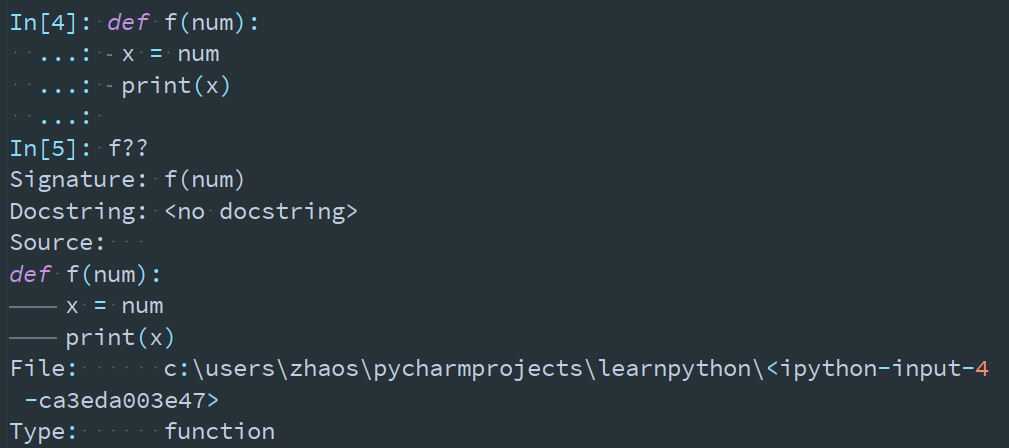 In[4]: def f(num):
...: x = num
...: print(x)
...:
In[5]: f??
Signature: f(num)
Docstring: <no docstring>
Source:
def f(num):
x = num
print(x)
File: c:\users\zhaos\pycharmprojects\learnpython\<ipython-input-4
-ca3eda003e47>
Type: function